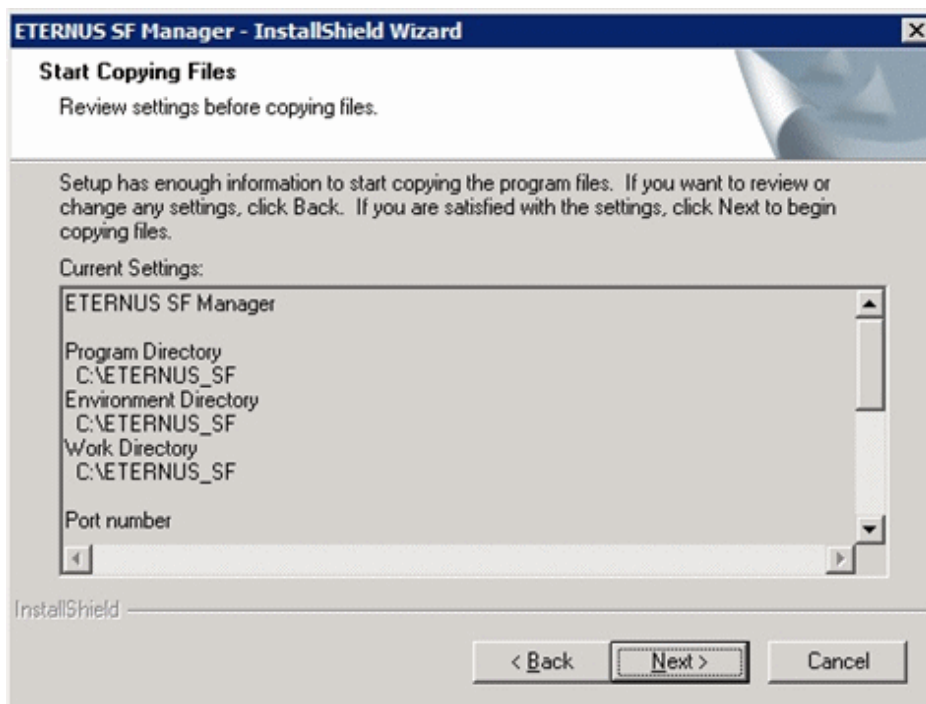 ETERNUS SF Manager - InstallShield Wizard
Start Copying Files
Review settings before copying files.
Setup has enough information to start copying the program files. If you want to review or
change any settings, click Back. If you are satisfied with the settings, click Next to begin
copying files.
Current Settings:
ETERNUS SF Manager
Program Directory
C:\ETERNUS_SF
Environment Directory
C:\ETERNUS_SF
Work Directory
C:\ETERNUS_SF
Port number
InstallShield
< Back
Next >
Cancel